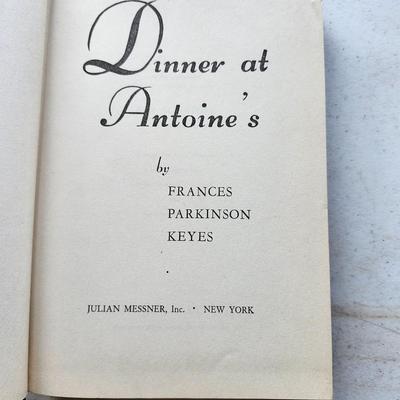 Dinner at
Antoine's
by
FRANCES
PARKINSON
KEYES
JULIAN MESSNER, Inc. · NEW YORK